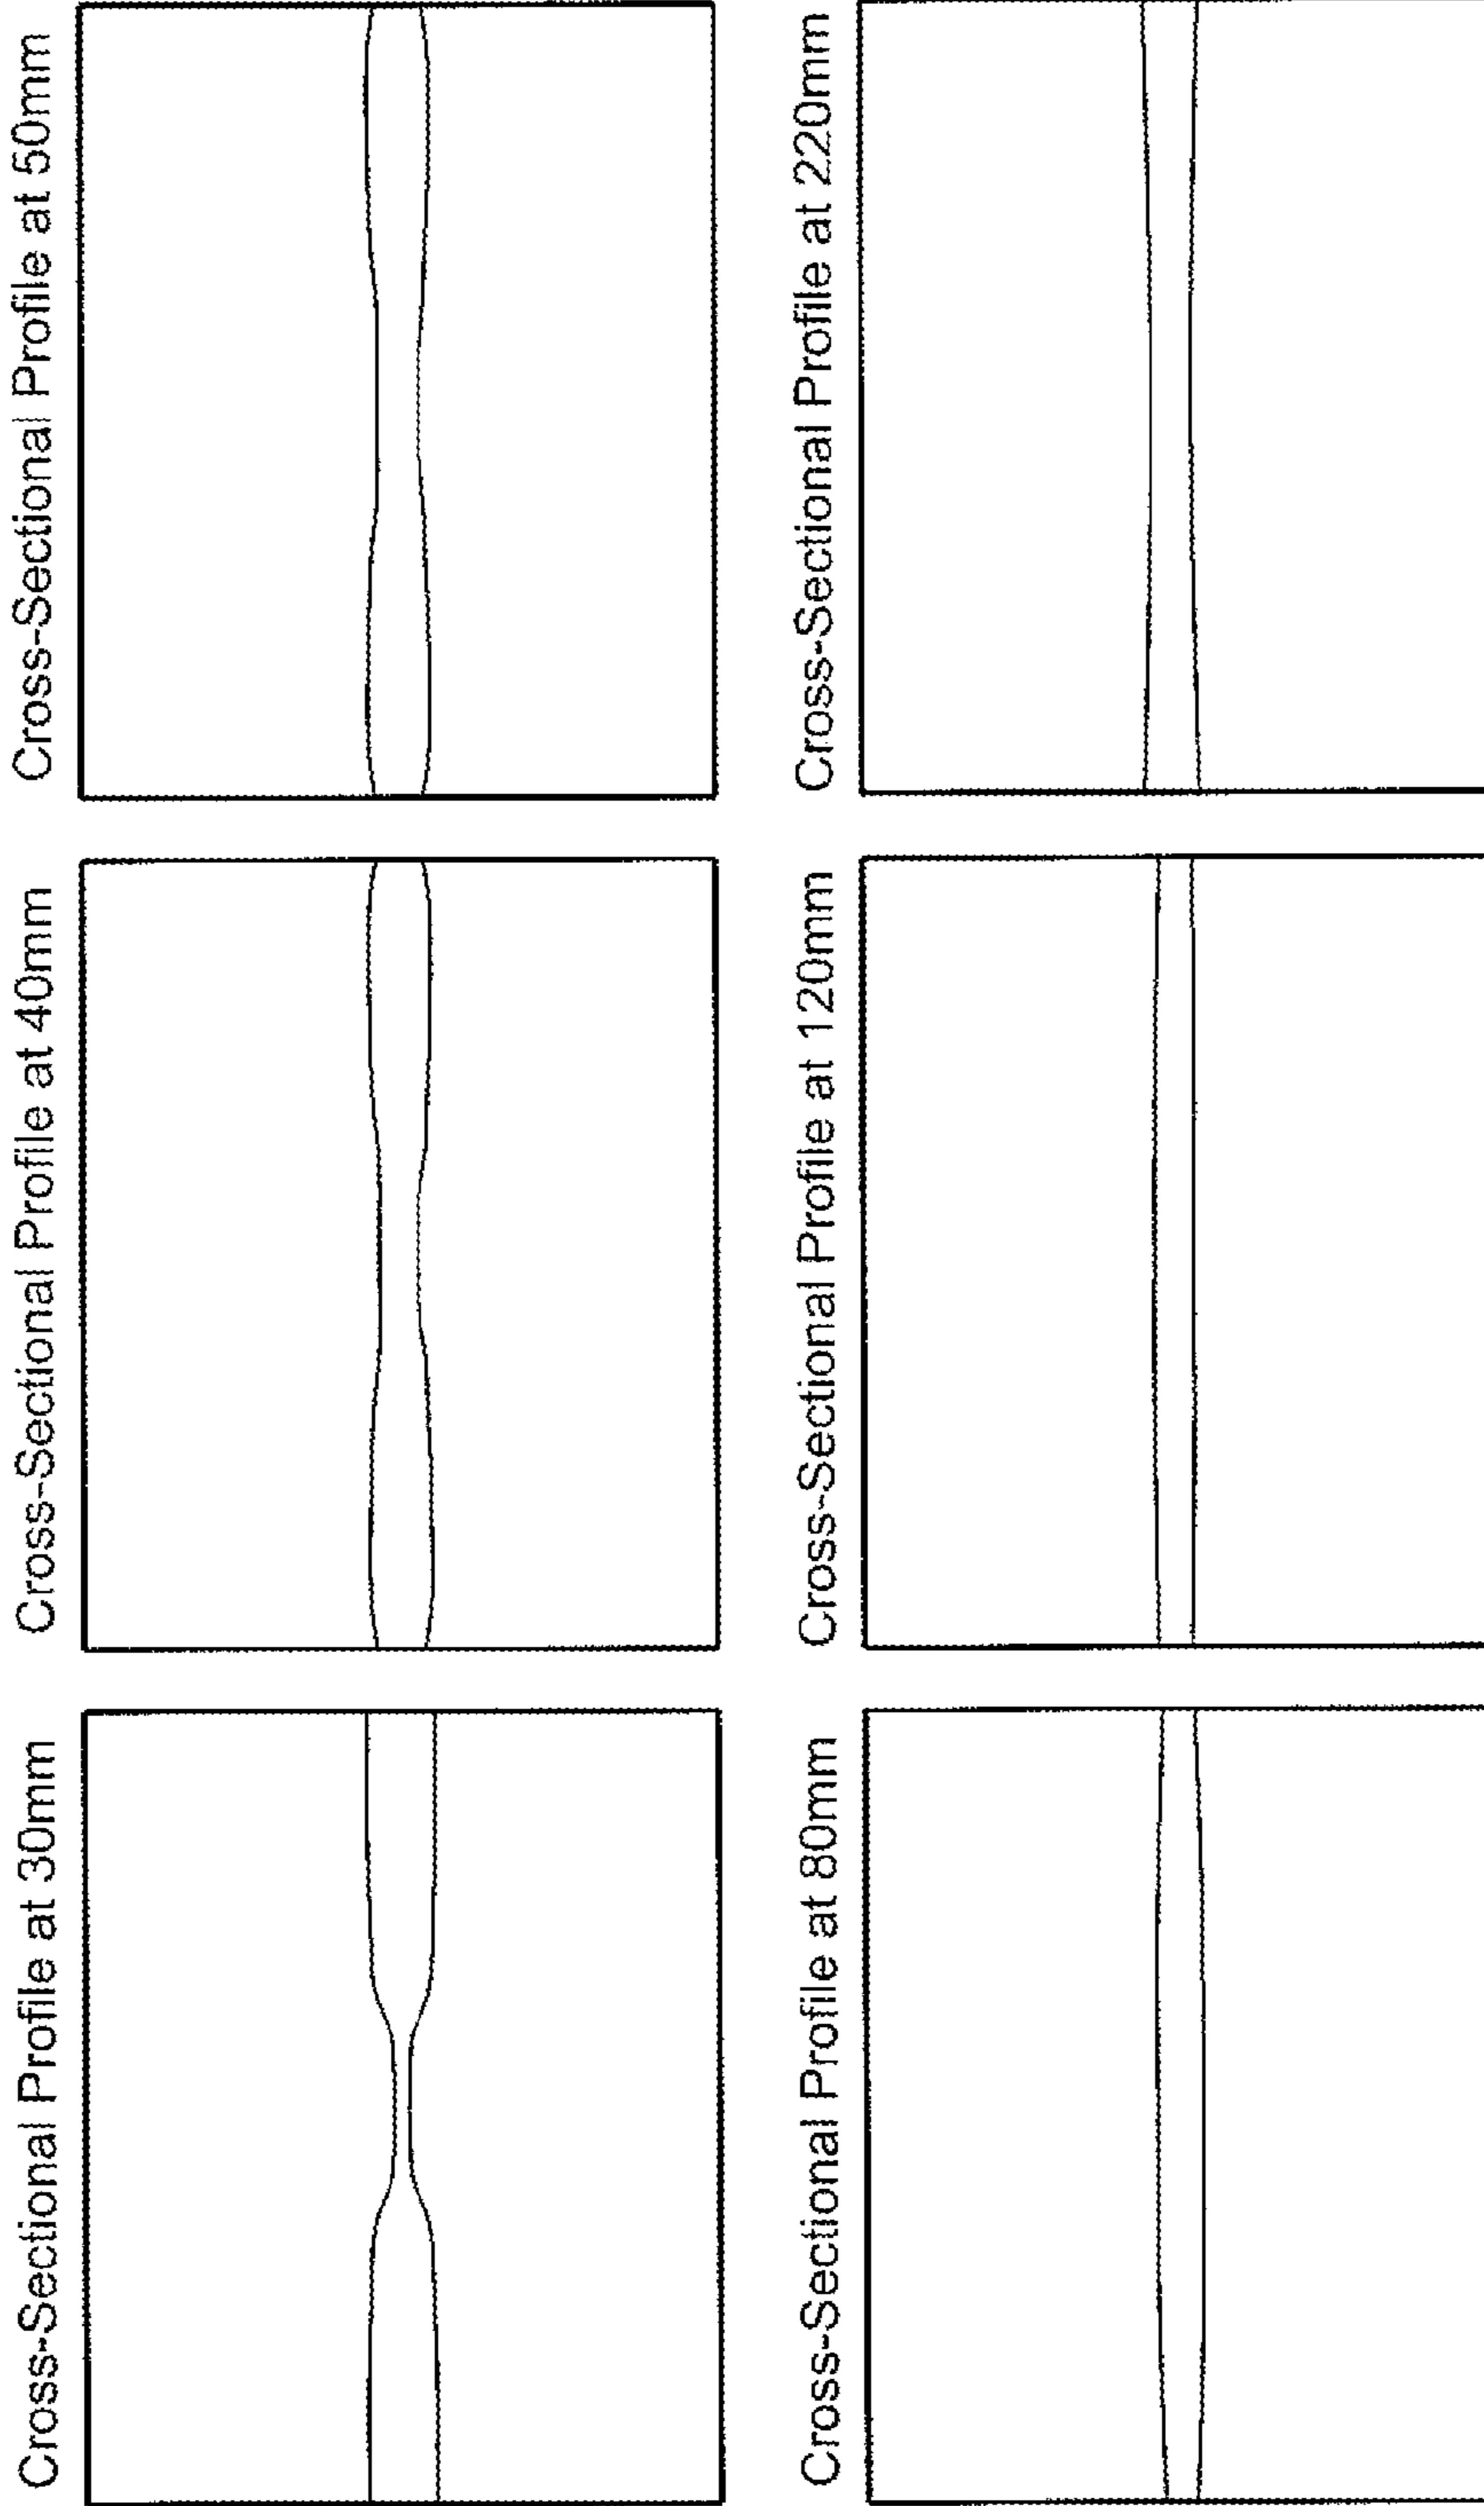 Cross-Sectional Profile at 30mm
Cross-Sectional Profile at 40mm
Cross-Sectional Profile at 50mm
Cross-Sectional Profile at 80mm
Cross-Sectional Profile at 120mm
Cross-Sectional Profile at 220mm